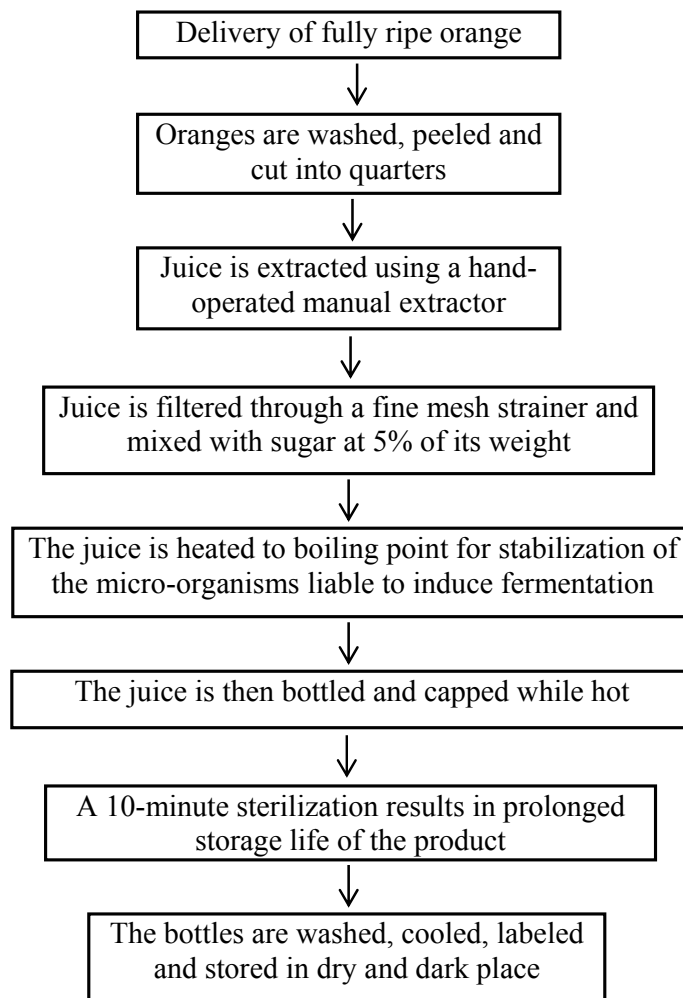 Delivery of fully ripe orange
Oranges are washed, peeled and
cut into quarters
Juice is extracted using a hand-
operated manual extractor
Juice is filtered through a fine mesh strainer and
mixed with sugar at 5% of its weight
The juice is heated to boiling point for stabilization of
the micro-organisms liable to induce fermentation
The juice is then bottled and capped while hot
A 10-minute sterilization results in prolonged
storage life of the product
The bottles are washed, cooled, labeled
and stored in dry and dark place